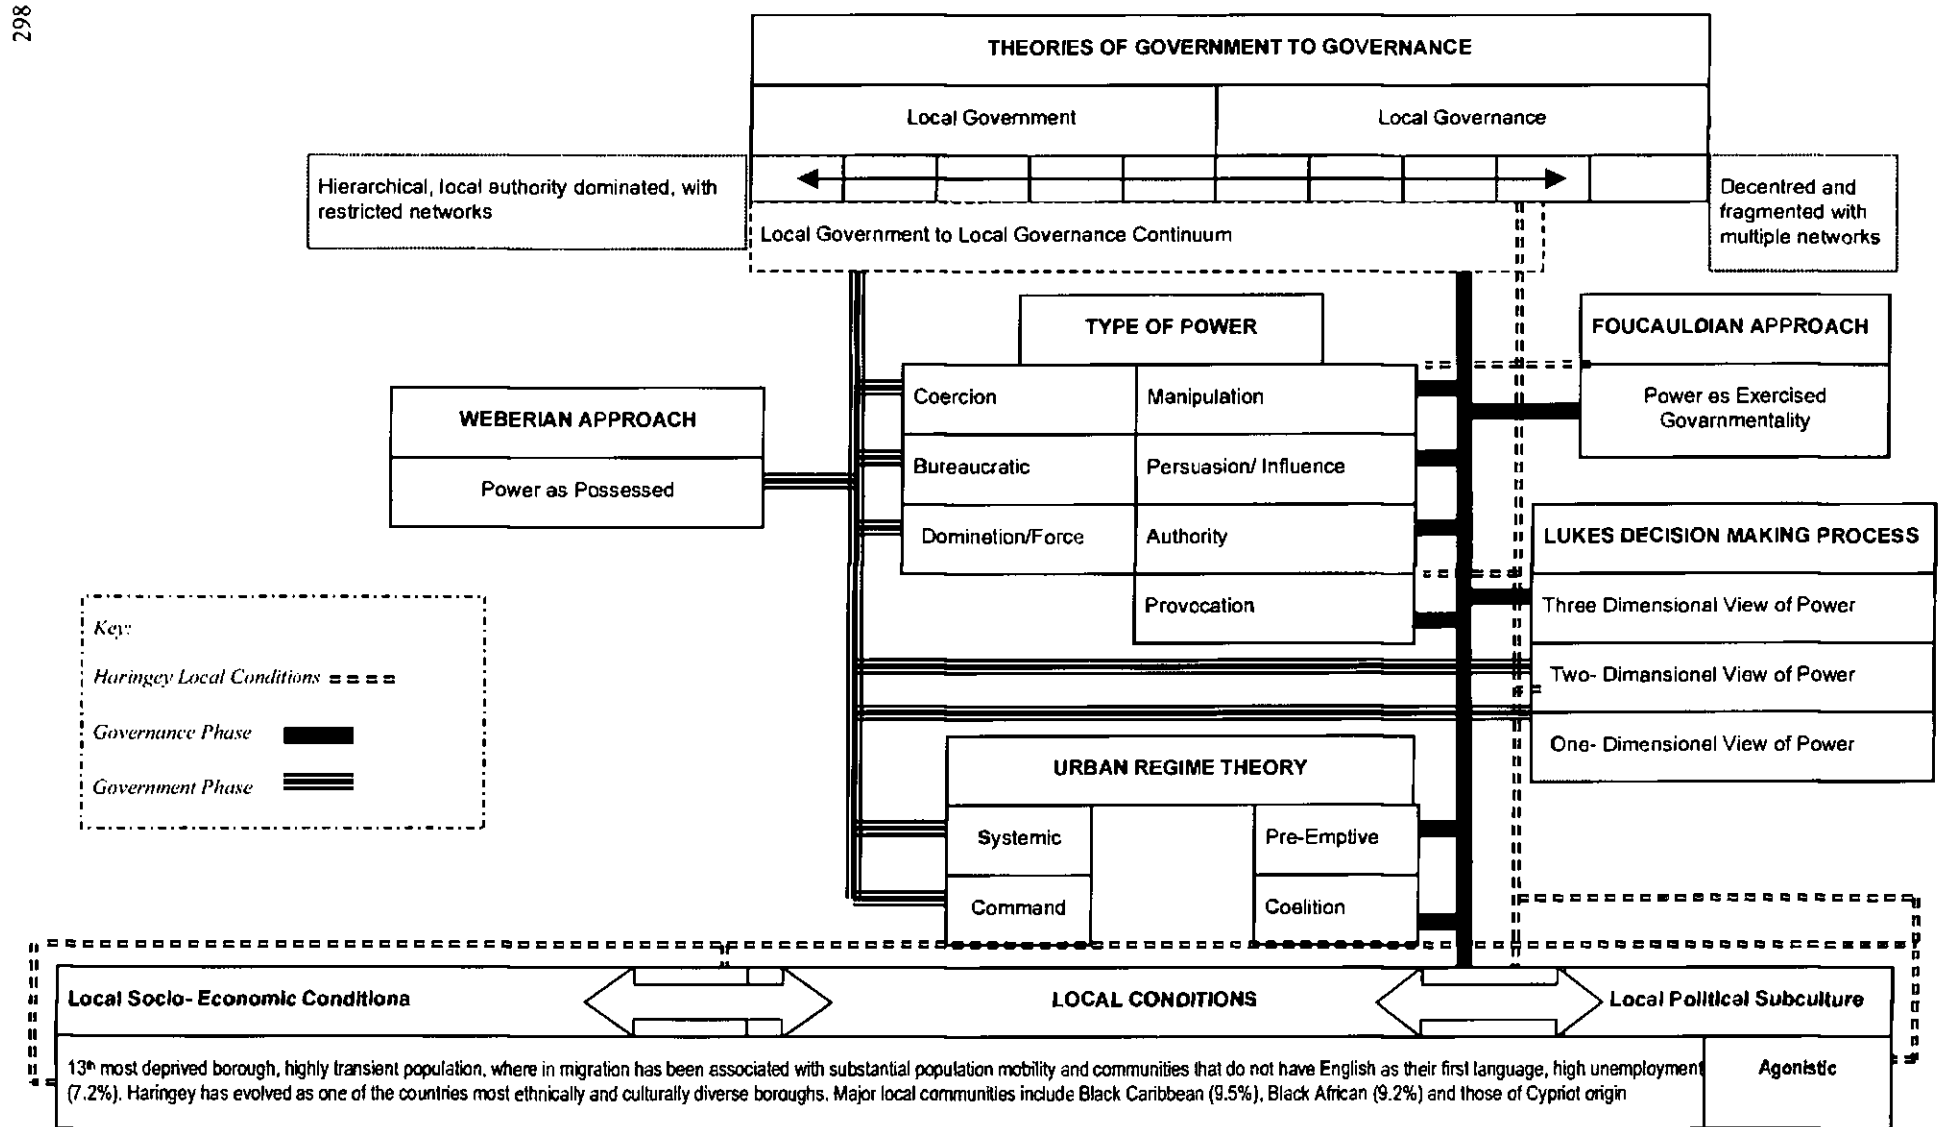 298
THEORIES OF GOVERNMENT TO GOVERNANCE
Local Government
Local Governance
Hierarchical, local authority dominated, with
restricted networks
Decentred and
fragmented with
multiple networks
Local Government to Local Governance Continuum
TYPE OF POWER
FOUCAULDIAN APPROACH
Coercion
Manipulation
Power as Exercised
Governmentality
WEBERIAN APPROACH
Bureaucratic
Persuasion/ Influence
Power as Possessed
Domination/Force
Authority
LUKES DECISION MAKING PROCESS
Provocation
Three Dimensional View of Power
Key:
Haringey Local Conditions
Two- Dimensional View of Power
Governance Phase
One- Dimensional View of Power
Government Phase
URBAN REGIME THEORY
Systemic
Pre-Emptive
Command
Coalition
Local Socio- Economic Conditions
LOCAL CONDITIONS
Local Political Subculture
13th most deprived borough, highly transient population, where in migration has been associated with substantial population mobility and communities that do not have English as their first language, high unemployment
(7.2%). Haringey has evolved as one of the countries most ethnically and culturally diverse boroughs. Major local communities include Black Caribbean (9.5%), Black African (9.2%) and those of Cypriot origin
Agonistic